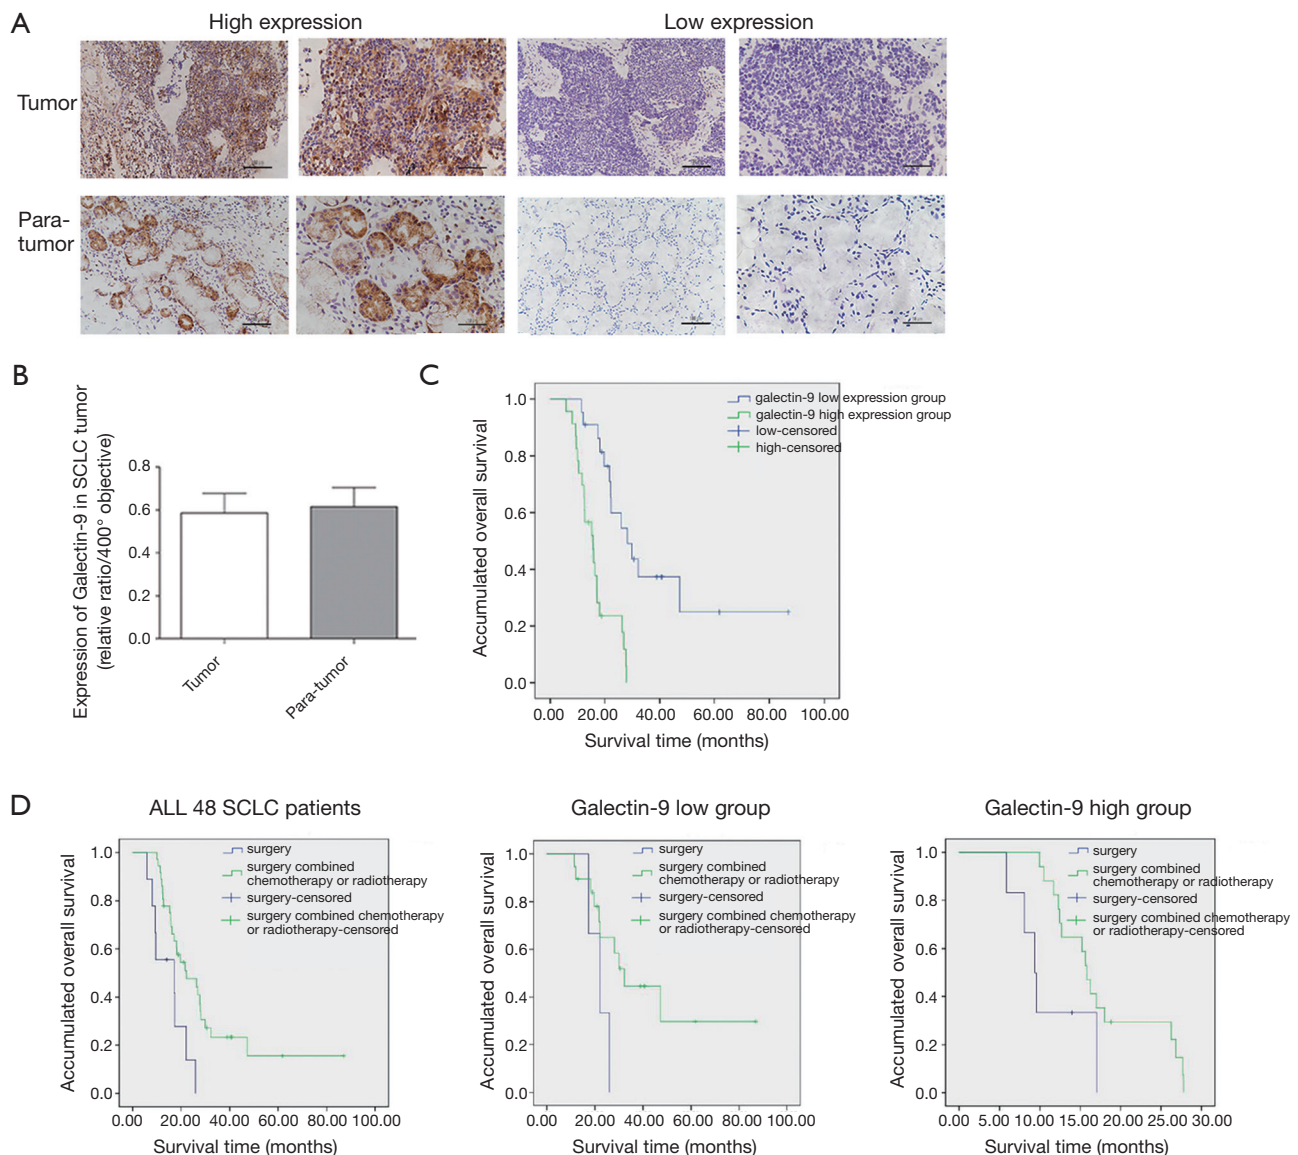 A
High expression
Low expression
Tumor
Para-
tumor
B
Expression of Galectin-9 in SCLC tumor
(relative ratio/400° objective)
0.8
0.6
0.4
0.2
0.0
Tumor
Para-tumor
C
Accumulated overall survival
1.0
0.8
0.6
0.4
0.2
0.0
galectin-9 low expression group
galectin-9 high expression group
low-censored
high-censored
0.00 20.00 40.00 60.00 80.00 100.00
Survival time (months)
D
ALL 48 SCLC patients
Accumulated overall survival
1.0
0.8
0.6
0.4
0.2
0.0
surgery
surgery combined
chemotherapy or radiotherapy
surgery-censored
surgery combined chemotherapy
or radiotherapy-censored
0.00 20.00 40.00 60.00 80.00 100.00
Survival time (months)
Galectin-9 low group
Accumulated overall survival
1.0
0.8
0.6
0.4
0.2
0.0
surgery
surgery combined
chemotherapy or radiotherapy
surgery-censored
surgery combined chemotherapy
or radiotherapy-censored
0.00 20.00 40.00 60.00 80.00 100.00
Survival time (months)
Galectin-9 high group
Accumulated overall survival
1.0
0.8
0.6
0.4
0.2
0.0
surgery
surgery combined
chemotherapy or radiotherapy
surgery-censored
surgery combined chemotherapy
or radiotherapy-censored
0.00 5.00 10.00 15.00 20.00 25.00 30.00
Survival time (months)